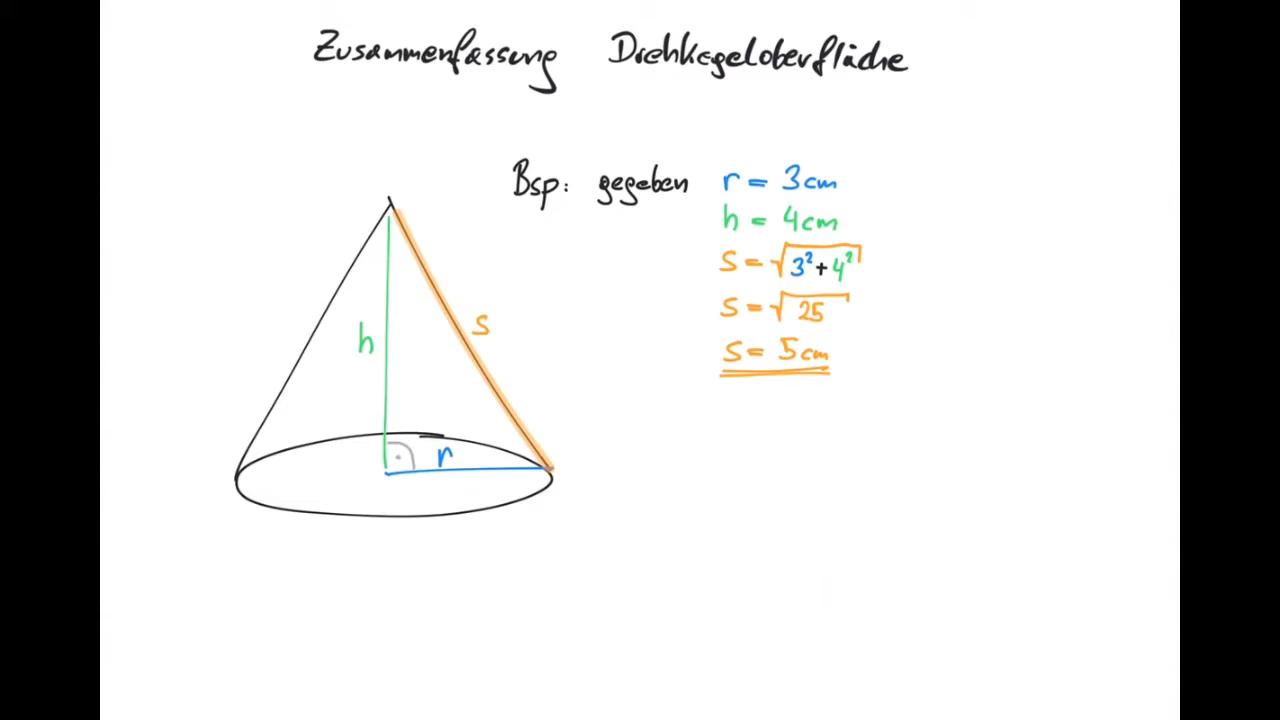 Zusammenfassung Drehkegeloberfläche
Bsp: gegeben r = 3cm
h = 4cm
s = √3² + 4²
s = √25
s = 5cm
h
s
r